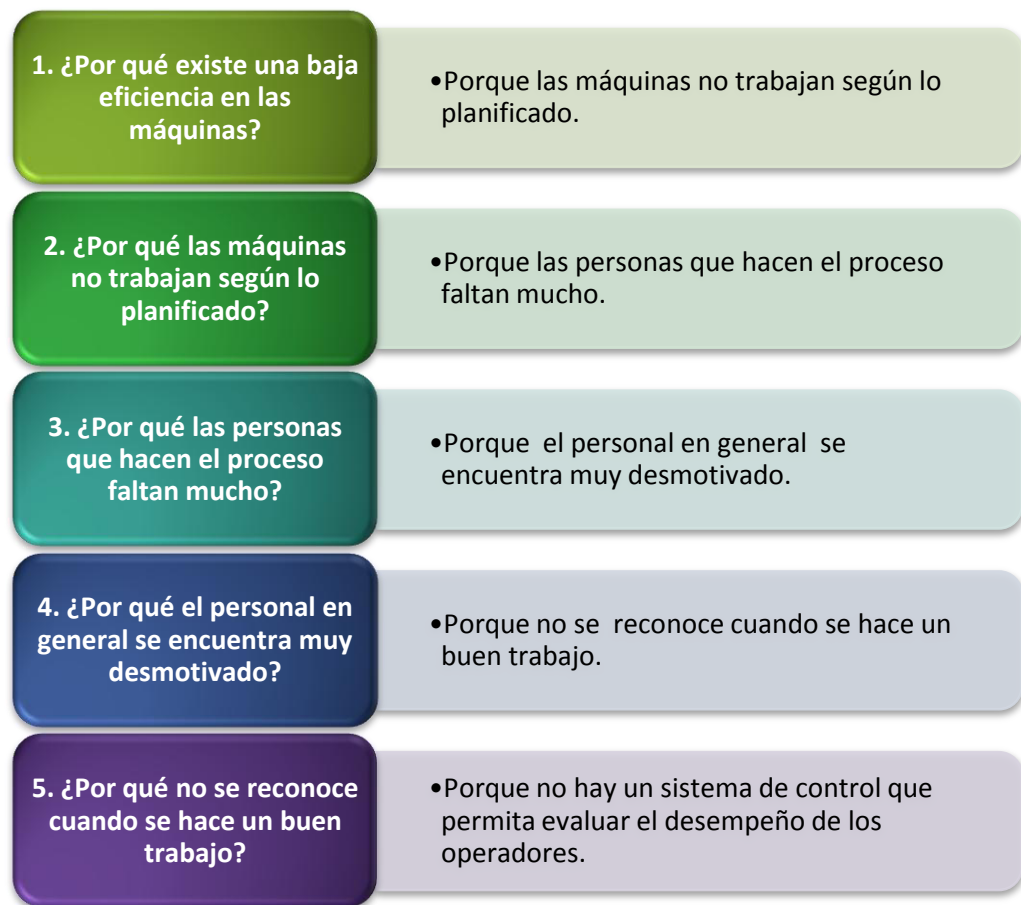 1. ¿Por qué existe una baja
eficiencia en las
máquinas?
•Porque las máquinas no trabajan según lo
planificado.
2. ¿Por qué las máquinas
no trabajan según lo
planificado?
•Porque las personas que hacen el proceso
faltan mucho.
3. ¿Por qué las personas
que hacen el proceso
faltan mucho?
•Porque el personal en general se
encuentra muy desmotivado.
4. ¿Por qué el personal en
general se encuentra muy
desmotivado?
•Porque no se reconoce cuando se hace un
buen trabajo.
5. ¿Por qué no se reconoce
cuando se hace un buen
trabajo?
•Porque no hay un sistema de control que
permita evaluar el desempeño de los
operadores.